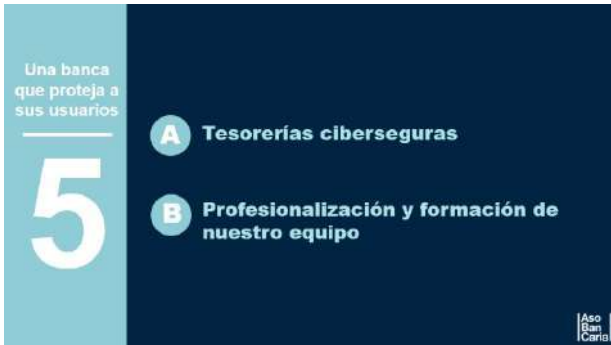 Una banca
que proteja a
sus usuarios
5
A Tesorerías ciberseguras
B Profesionalización y formación de
nuestro equipo
Aso
Ban
Caria